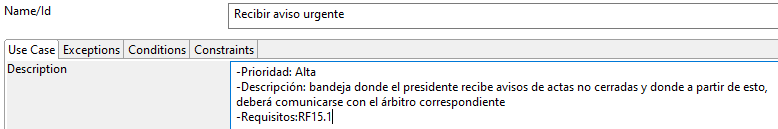 Name/Id
Recibir aviso urgente
Use Case Exceptions Conditions Constraints
Description
-Prioridad: Alta
-Descripción: bandeja donde el presidente recibe avisos de actas no cerradas y donde a partir de esto,
deberá comunicarse con el árbitro correspondiente
-Requisitos:RF15.1